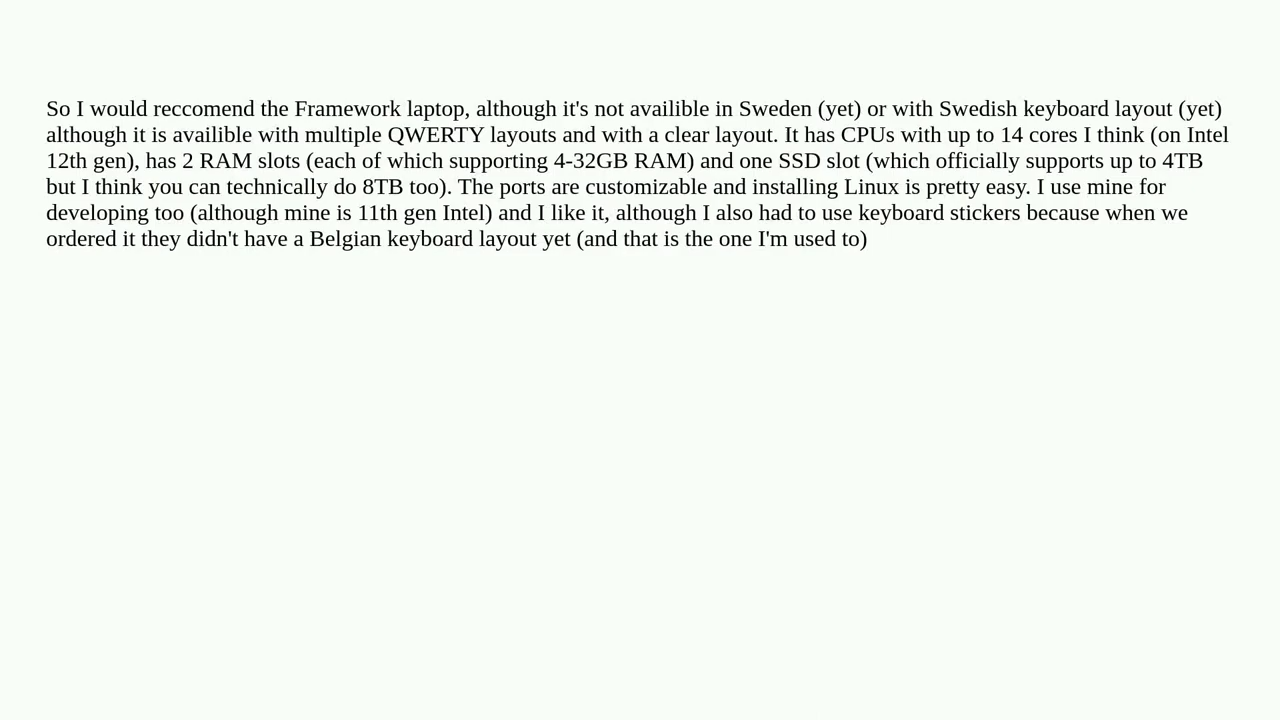 So I would reccomend the Framework laptop, although it's not availible in Sweden (yet) or with Swedish keyboard layout (yet)
although it is availible with multiple QWERTY layouts and with a clear layout. It has CPUs with up to 14 cores I think (on Intel
12th gen), has 2 RAM slots (each of which supporting 4-32GB RAM) and one SSD slot (which officially supports up to 4TB
but I think you can technically do 8TB too). The ports are customizable and installing Linux is pretty easy. I use mine for
developing too (although mine is 11th gen Intel) and I like it, although I also had to use keyboard stickers because when we
ordered it they didn't have a Belgian keyboard layout yet (and that is the one I'm used to)